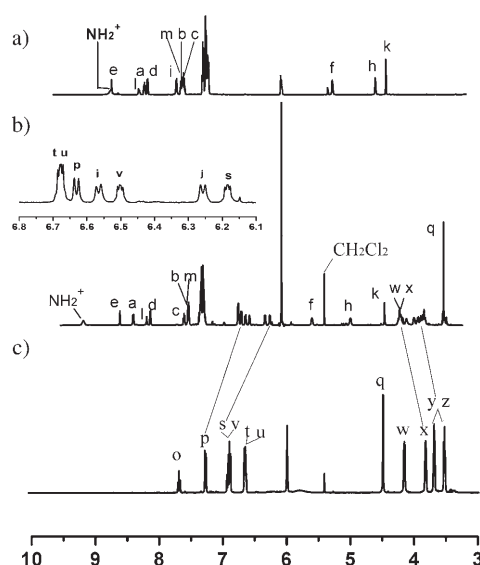 a)
NH2+
e
l
a
d
i
m b c
f
h
k
b)
t u
p
i
v
j
s
6.8 6.7 6.6 6.5 6.4 6.3 6.2 6.1
NH2+
e
a
l
d
c
b m
f
CH2Cl2
h
k
w x
q
c)
o
p
s v
t u
q
w
x
y z
10 9 8 7 6 5 4 3